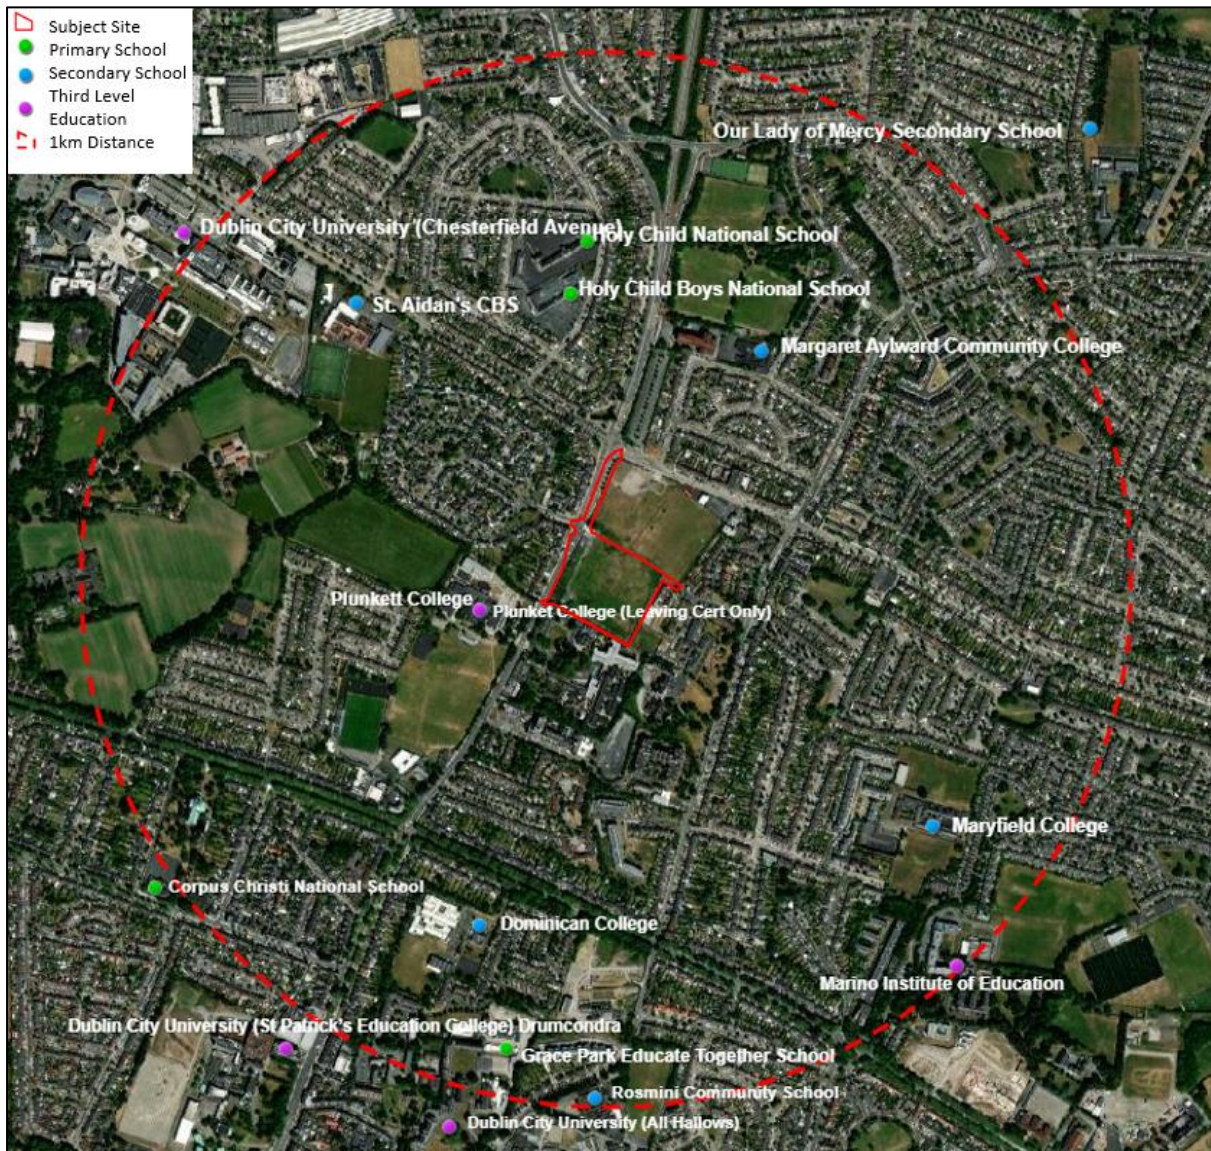 Subject Site
Primary School
Secondary School
Third Level
Education
1km Distance
Our Lady of Mercy Secondary School
Dublin City University (Chesterfield Avenue)
Holy Child National School
Holy Child Boys National School
St. Aidan's CBS
Margaret Aylward Community College
Plunkett College
Plunket College (Leaving Cert Only)
Maryfield College
Corpus Christi National School
Dominican College
Marino Institute of Education
Dublin City University (St Patrick's Education College) Drumcondra
Grace Park Educate Together School
Rosmini Community School
Dublin City University (All Hallows)